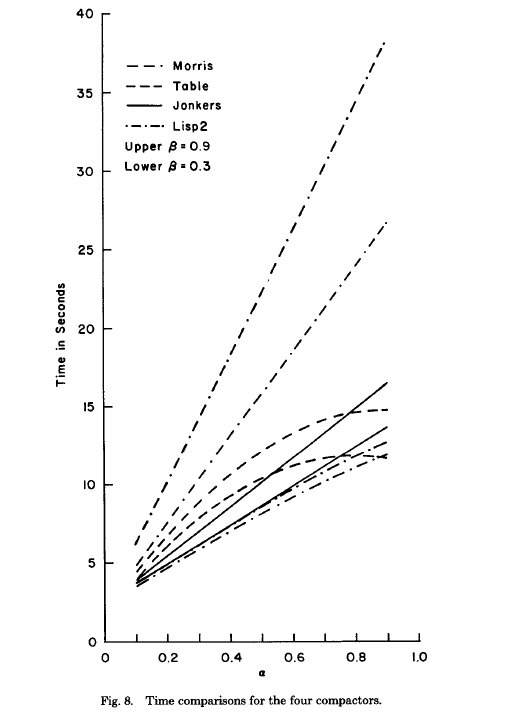 40
35
30
25
20
15
10
5
0
Time in Seconds
Morris
Table
Jonkers
Lisp2
Upper β = 0.9
Lower β = 0.3
0 0.2 0.4 0.6 0.8 1.0
α
Fig. 8. Time comparisons for the four compactors.